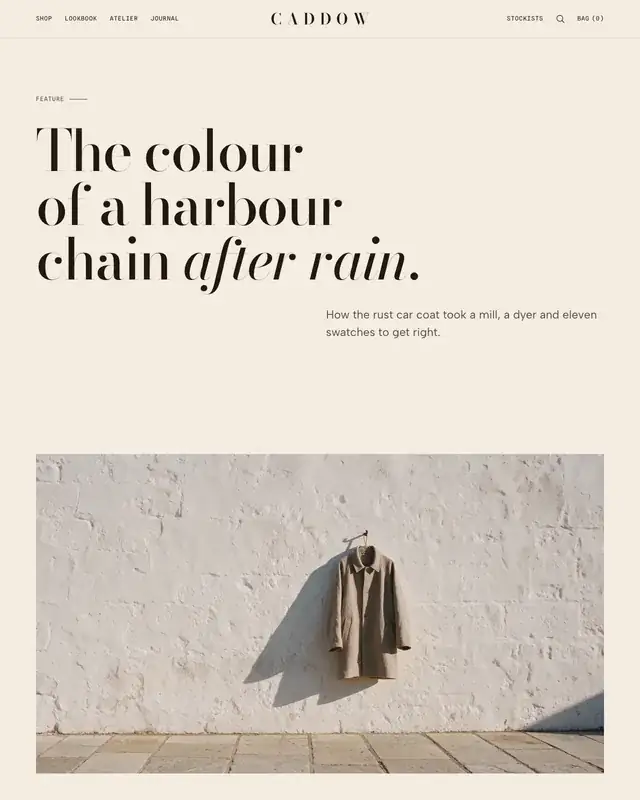 SHOP LOOKBOOK ATELIER JOURNAL
CADDOW
STOCKISTS BAG (0)
FEATURE
The colour
of a harbour
chain after rain.
How the rust car coat took a mill, a dyer and eleven
swatches to get right.